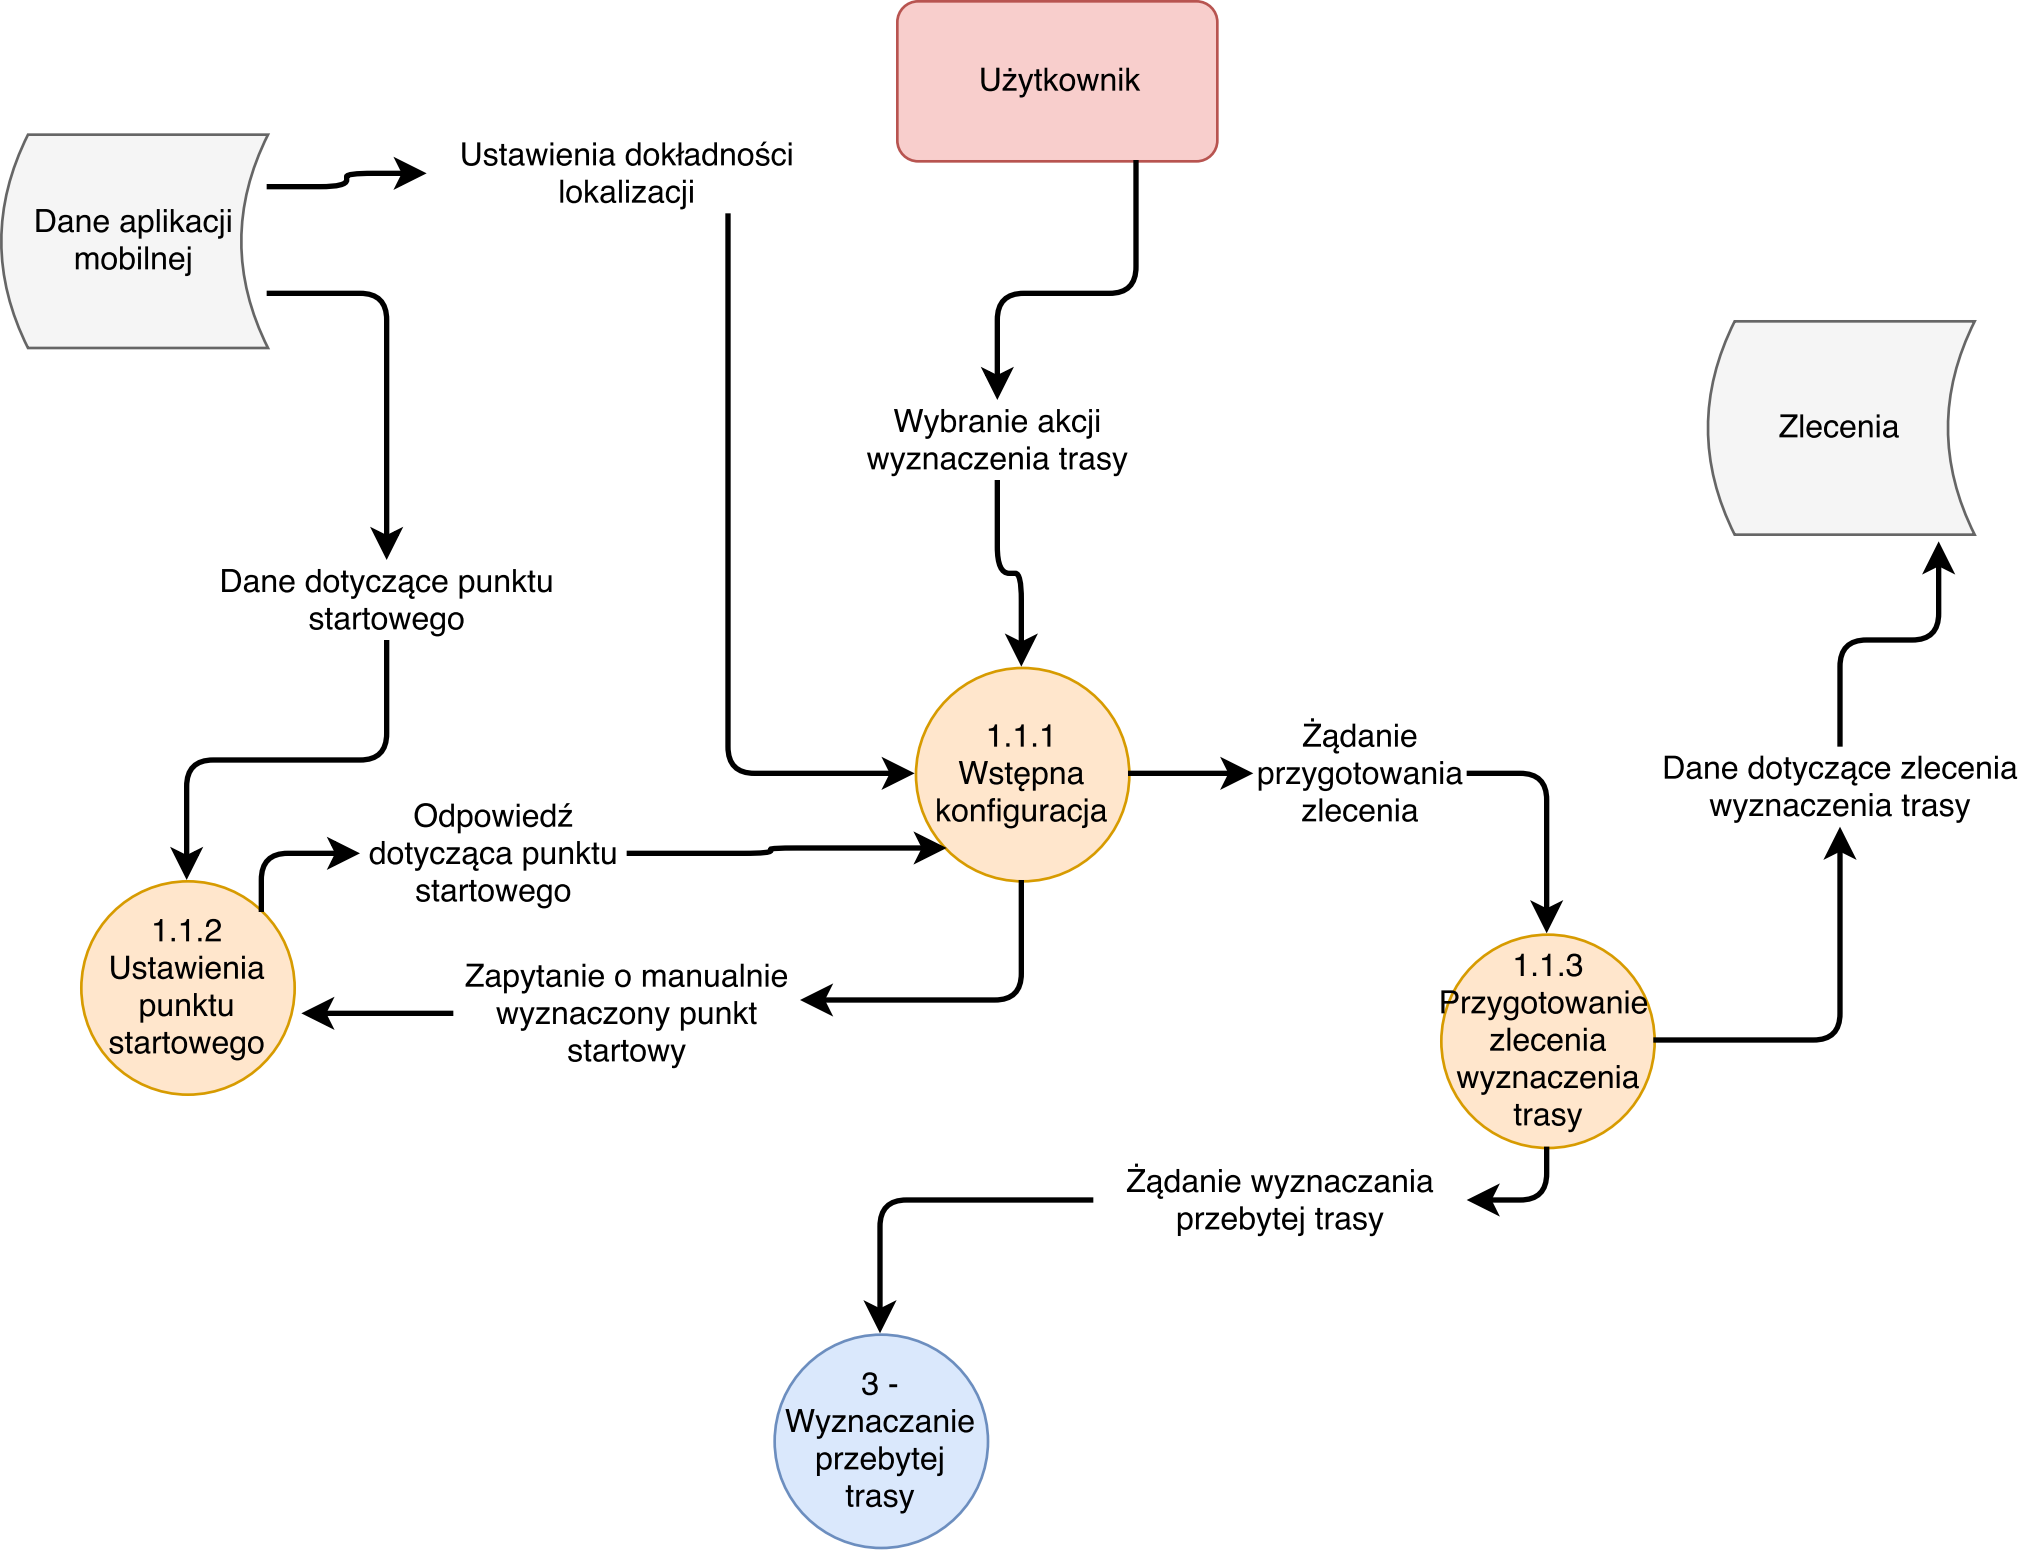 Użytkownik
Ustawienia dokładności
lokalizacji
Dane aplikacji
mobilnej
Wybranie akcji
wyznaczenia trasy
Zlecenia
Dane dotyczące punktu
startowego
1.1.1
Wstępna
konfiguracja
Żądanie
przygotowania
zlecenia
Dane dotyczące zlecenia
wyznaczenia trasy
Odpowiedź
dotycząca punktu
startowego
1.1.2
Ustawienia
punktu
startowego
Zapytanie o manualnie
wyznaczony punkt
startowy
1.1.3
Przygotowanie
zlecenia
wyznaczenia
trasy
Żądanie wyznaczania
przebytej trasy
3 -
Wyznaczanie
przebytej
trasy